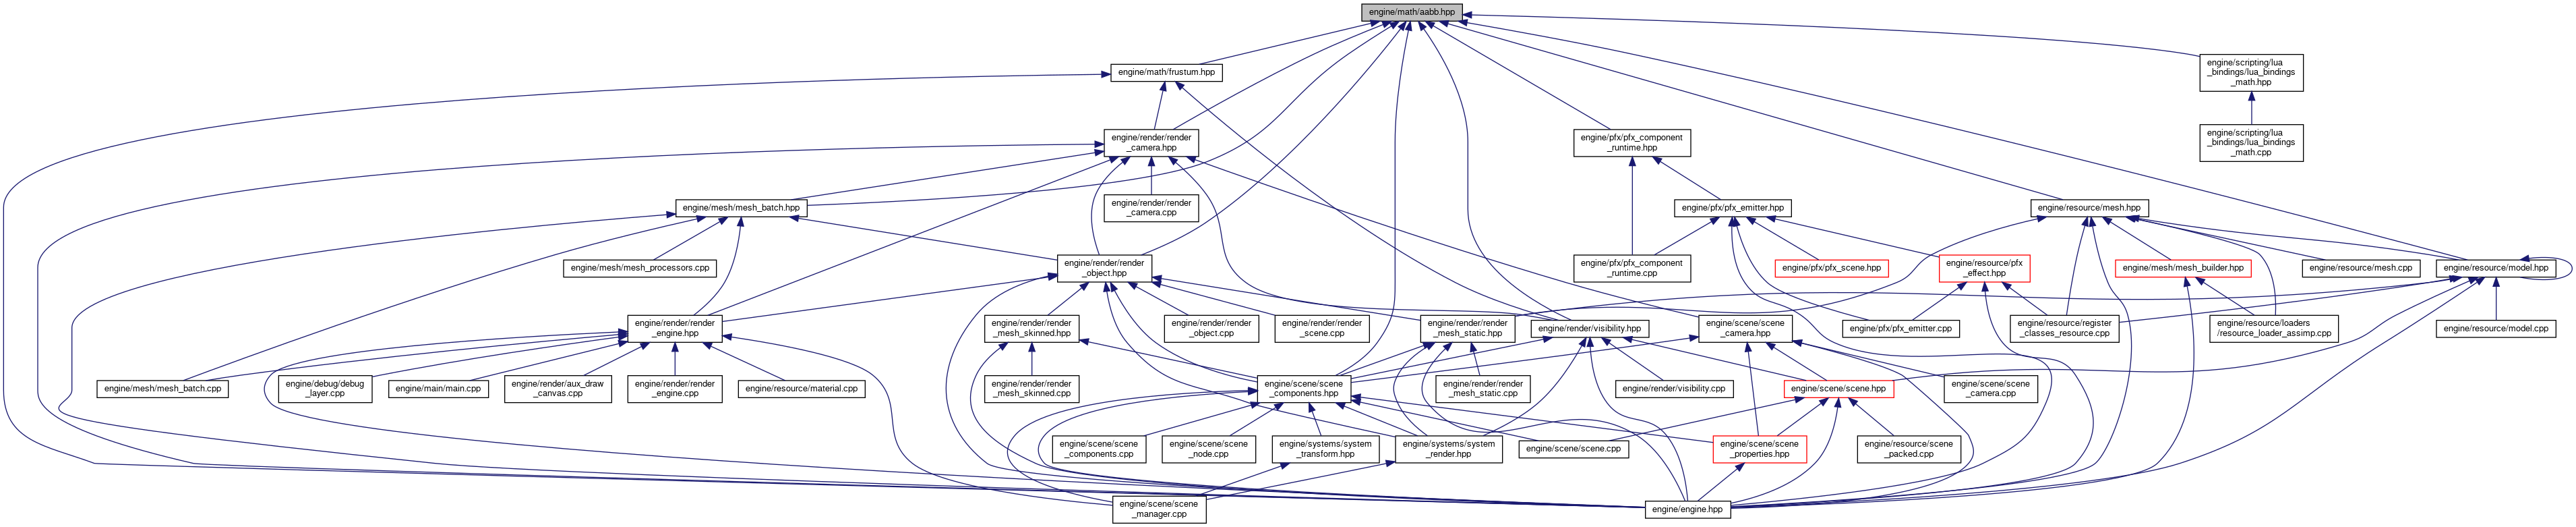 engine/math/aabb.hpp
engine/math/frustum.hpp
engine/scripting/lua
_bindings/lua_bindings
_math.hpp
engine/render/render
_camera.hpp
engine/pfx/pfx_component
_runtime.hpp
engine/scripting/lua
_bindings/lua_bindings
_math.cpp
engine/mesh/mesh_batch.hpp
engine/render/render
_camera.cpp
engine/pfx/pfx_emitter.hpp
engine/resource/mesh.hpp
engine/mesh/mesh_processors.cpp
engine/render/render
_object.hpp
engine/pfx/pfx_component
_runtime.cpp
engine/pfx/pfx_scene.hpp
engine/resource/pfx
_effect.hpp
engine/mesh/mesh_builder.hpp
engine/resource/mesh.cpp
engine/resource/model.hpp
engine/render/render
_engine.hpp
engine/render/render
_mesh_skinned.hpp
engine/render/render
_object.cpp
engine/render/render
_scene.cpp
engine/render/render
_mesh_static.hpp
engine/render/visibility.hpp
engine/scene/scene
_camera.hpp
engine/pfx/pfx_emitter.cpp
engine/resource/register
_classes_resource.cpp
engine/resource/loaders
/resource_loader_assimp.cpp
engine/resource/model.cpp
engine/mesh/mesh_batch.cpp
engine/debug/debug
_layer.cpp
engine/main/main.cpp
engine/render/aux_draw
_canvas.cpp
engine/render/render
_engine.cpp
engine/resource/material.cpp
engine/render/render
_mesh_skinned.cpp
engine/scene/scene
_components.hpp
engine/render/render
_mesh_static.cpp
engine/render/visibility.cpp
engine/scene/scene.hpp
engine/scene/scene
_camera.cpp
engine/scene/scene
_components.cpp
engine/scene/scene
_node.cpp
engine/systems/system
_transform.hpp
engine/systems/system
_render.hpp
engine/scene/scene.cpp
engine/scene/scene
_properties.hpp
engine/resource/scene
_packed.cpp
engine/scene/scene
_manager.cpp
engine/engine.hpp